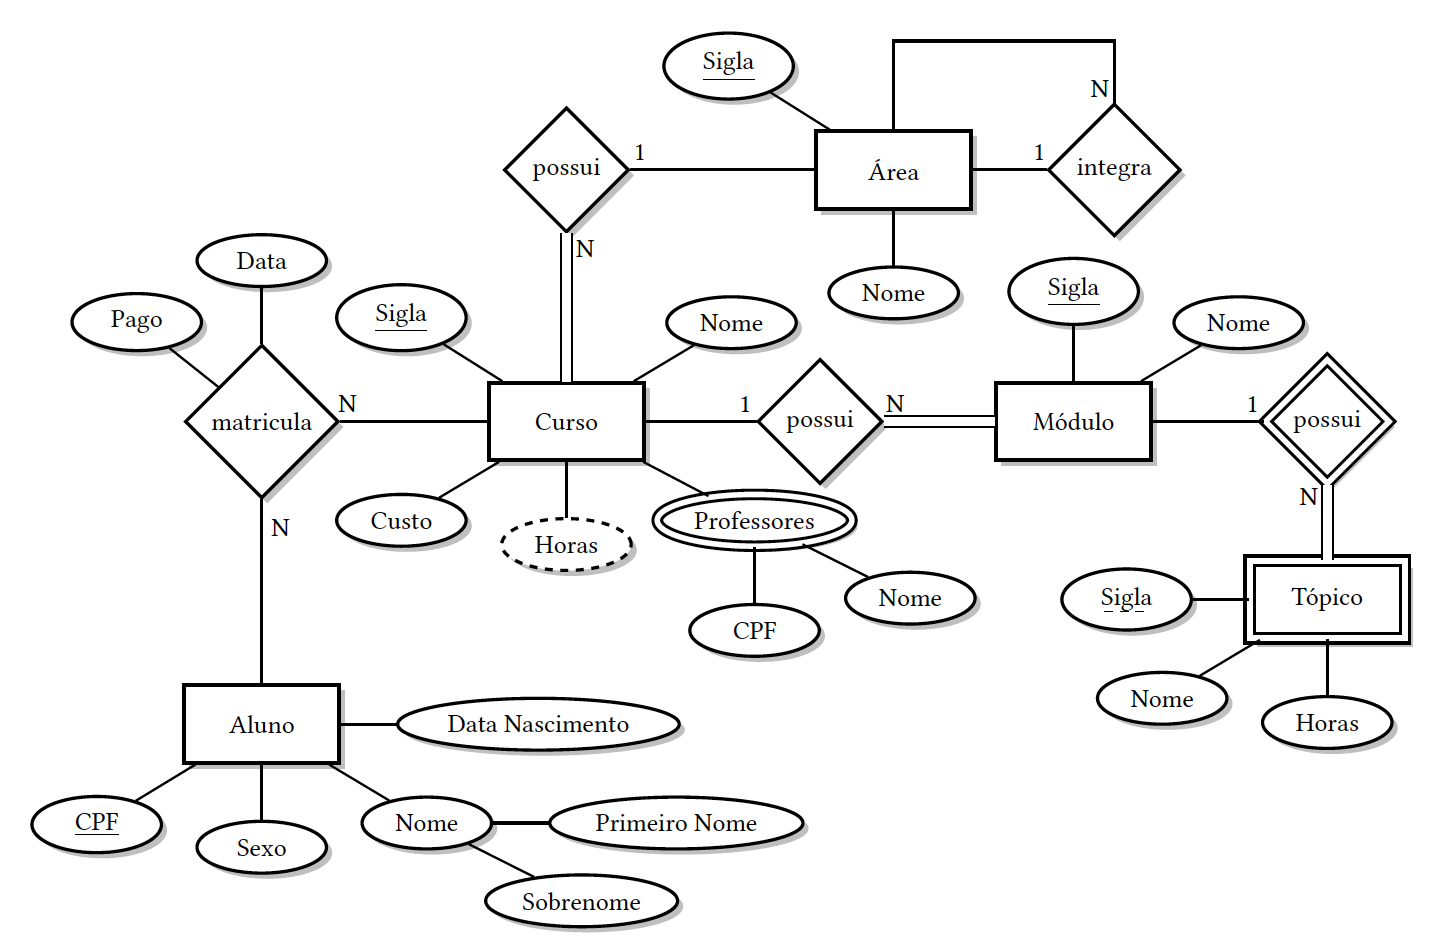 Sigla
N
1
1
possui
Área
integra
N
Data
Nome
Sigla
Pago
Sigla
Nome
Nome
N
1
N
1
matricula
Curso
possui
Módulo
possui
N
N
Custo
Professores
Horas
Nome
Sigla
Tópico
CPF
Nome
Horas
Aluno
Data Nascimento
CPF
Nome
Primeiro Nome
Sexo
Sobrenome